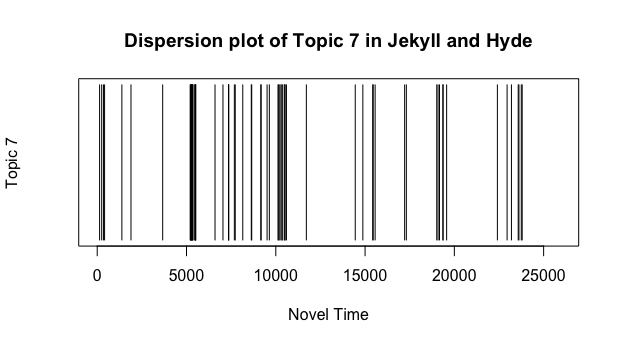 Dispersion plot of Topic 7 in Jekyll and Hyde
Topic 7
0 5000 10000 15000 20000 25000
Novel Time